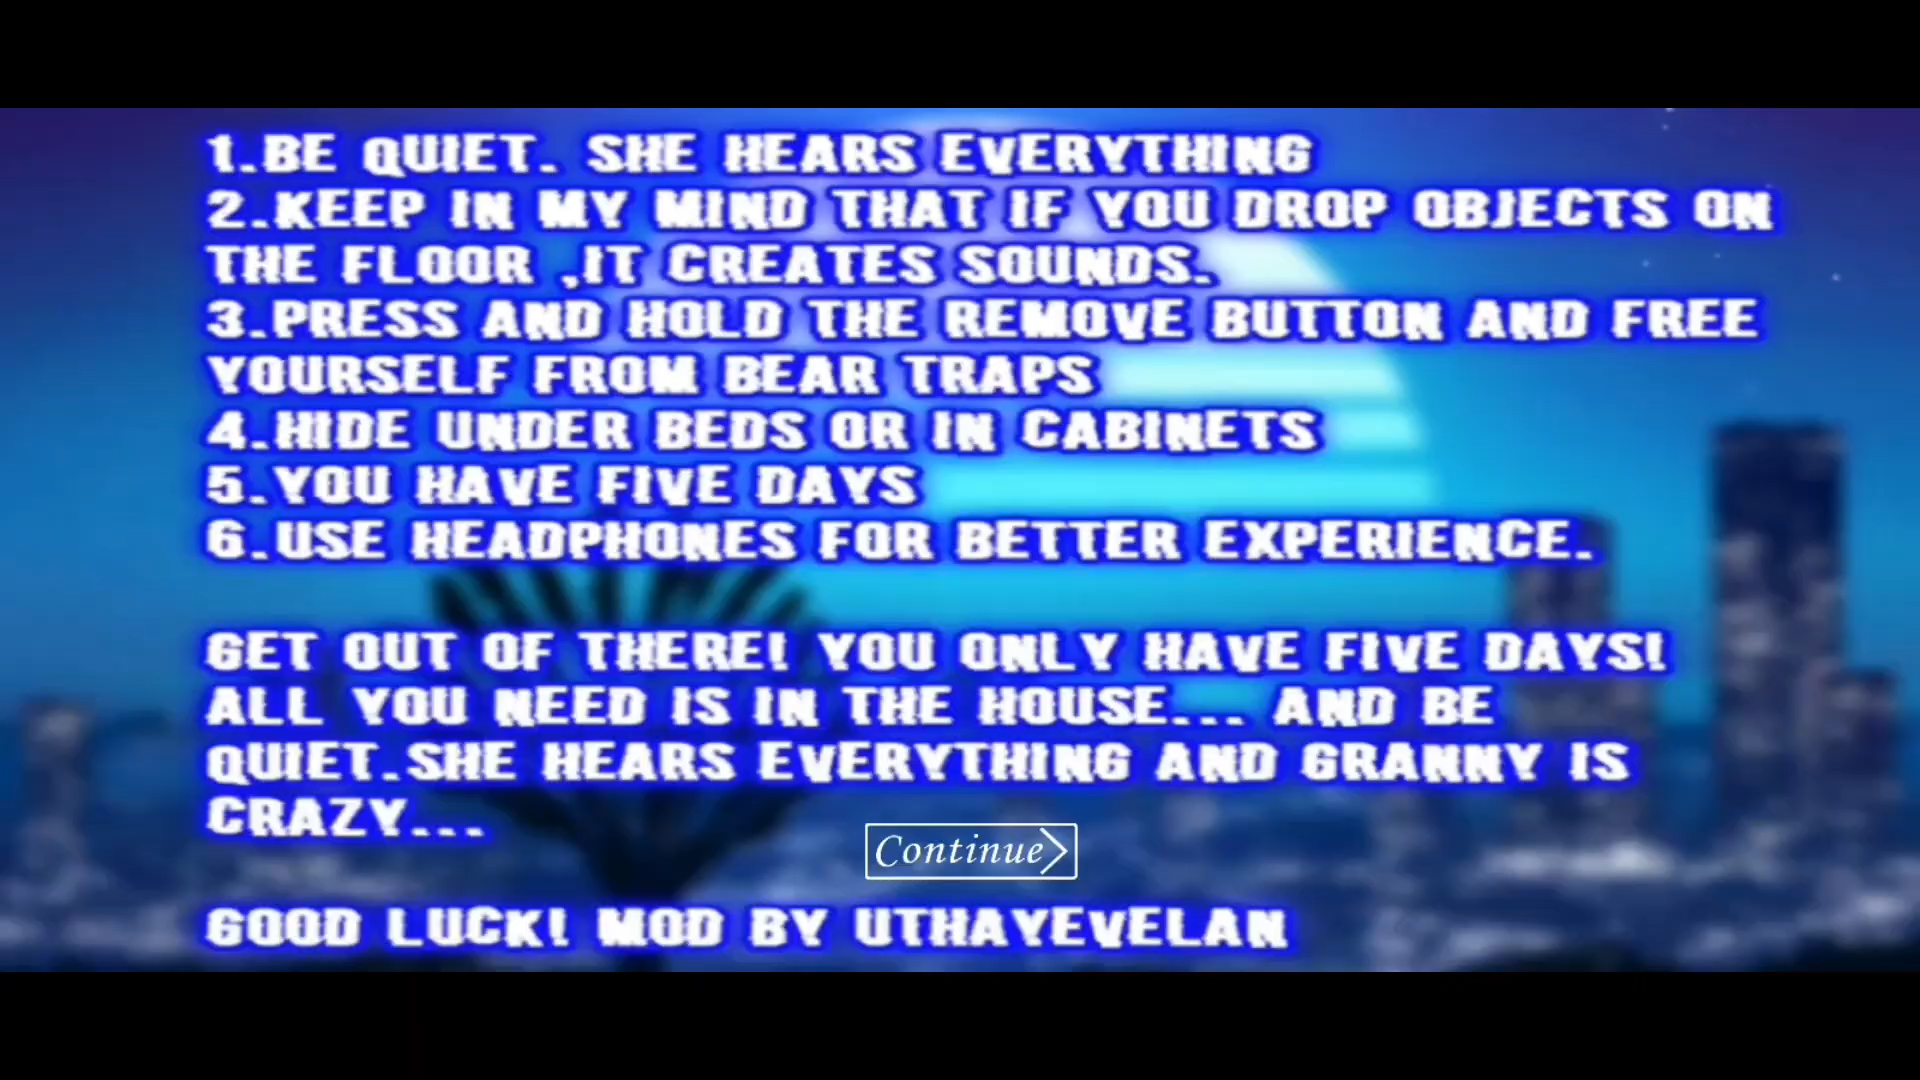 1.BE QUIET. SHE HEARS EVERYTHING
2.KEEP IN MY MIND THAT IF YOU DROP OBJECTS ON
THE FLOOR ,IT CREATES SOUNDS.
3.PRESS AND HOLD THE REMOVE BUTTON AND FREE
YOURSELF FROM BEAR TRAPS
4.HIDE UNDER BEDS OR IN CABINETS
5.YOU HAVE FIVE DAYS
6.USE HEADPHONES FOR BETTER EXPERIENCE.
GET OUT OF THERE! YOU ONLY HAVE FIVE DAYS!
ALL YOU NEED IS IN THE HOUSE... AND BE
QUIET.SHE HEARS EVERYTHING AND GRANNY IS
CRAZY...
Continue
GOOD LUCK! MOD BY UTHAYEVELAN